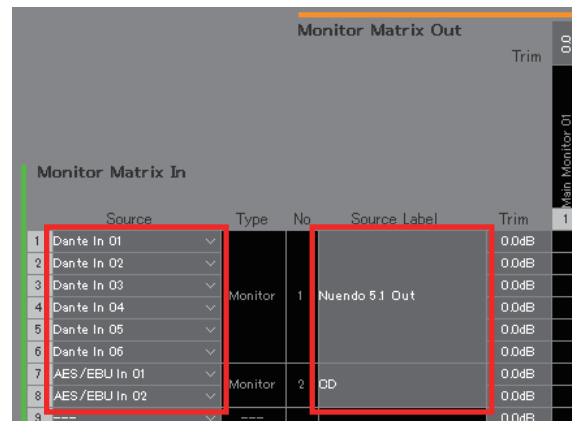 Monitor Matrix Out
Trim
0.0
Main Monitor 01
Monitor Matrix In
Source Type No Source Label Trim 1
1 Dante In 01 0.0dB
2 Dante In 02 0.0dB
3 Dante In 03 0.0dB
Monitor 1 Nuendo 5.1 Out
4 Dante In 04 0.0dB
5 Dante In 05 0.0dB
6 Dante In 06 0.0dB
7 AES/EBU In 01 0.0dB
Monitor 2 CD
8 AES/EBU In 02 0.0dB
9 --- --- 0.0dB